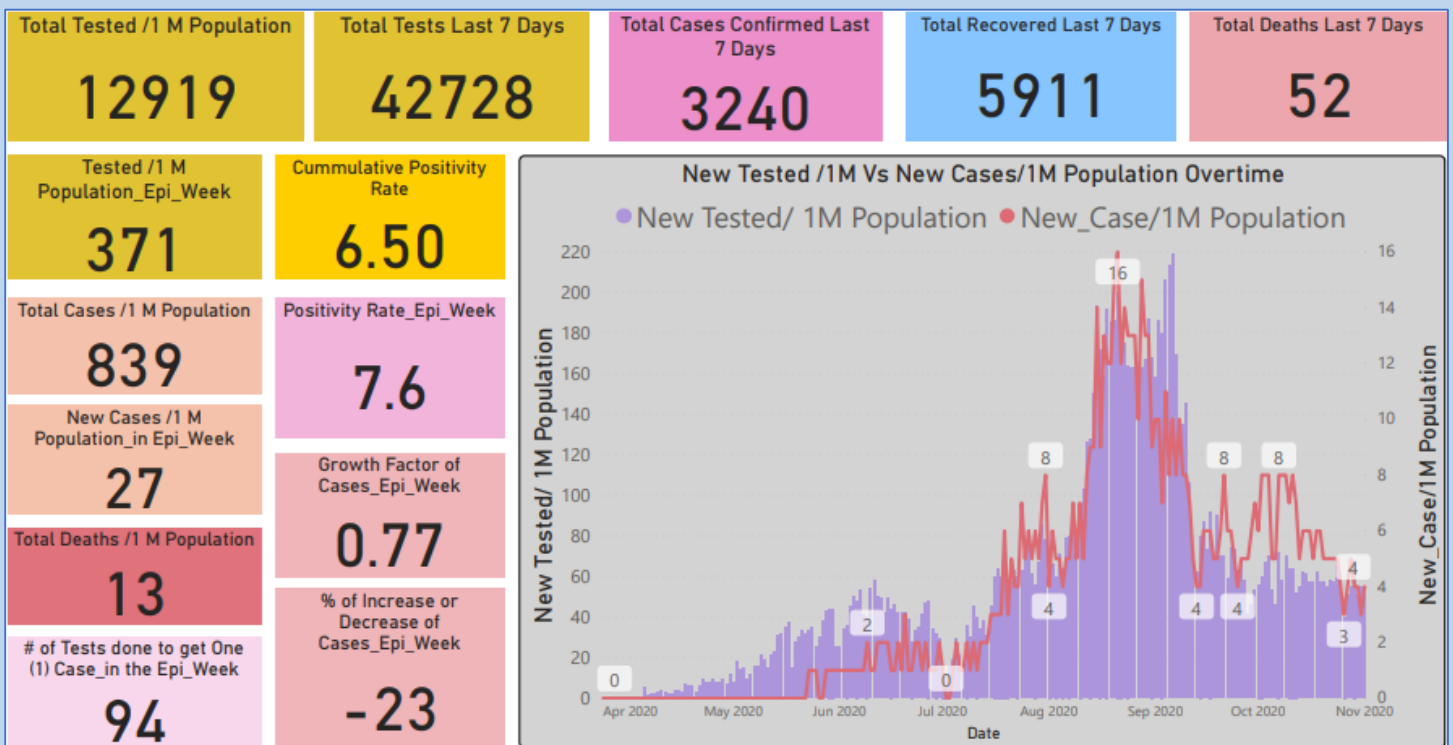 Total Tested /1 M Population
12919
Total Tests Last 7 Days
42728
Total Cases Confirmed Last
7 Days
3240
Total Recovered Last 7 Days
5911
Total Deaths Last 7 Days
52
Tested /1 M
Population_Epi_Week
371
Cummulative Positivity
Rate
6.50
Total Cases /1 M Population
839
Positivity Rate_Epi_Week
7.6
New Cases /1 M
Population_in Epi_Week
27
Growth Factor of
Cases_Epi_Week
0.77
Total Deaths /1 M Population
13
% of Increase or
Decrease of
Cases_Epi_Week
-23
# of Tests done to get One
(1) Case_in the Epi_Week
94
New Tested /1M Vs New Cases/1M Population Overtime
New Tested/ 1M Population New_Case/1M Population
New Tested/ 1M Population
220
200
180
160
140
120
100
80
60
40
20
0
0
2
0
8
4
16
4
8
4
8
3
4
16
14
12
10
8
6
4
2
0
New_Case/1M Population
Apr 2020 May 2020 Jun 2020 Jul 2020 Aug 2020 Sep 2020 Oct 2020 Nov 2020
Date